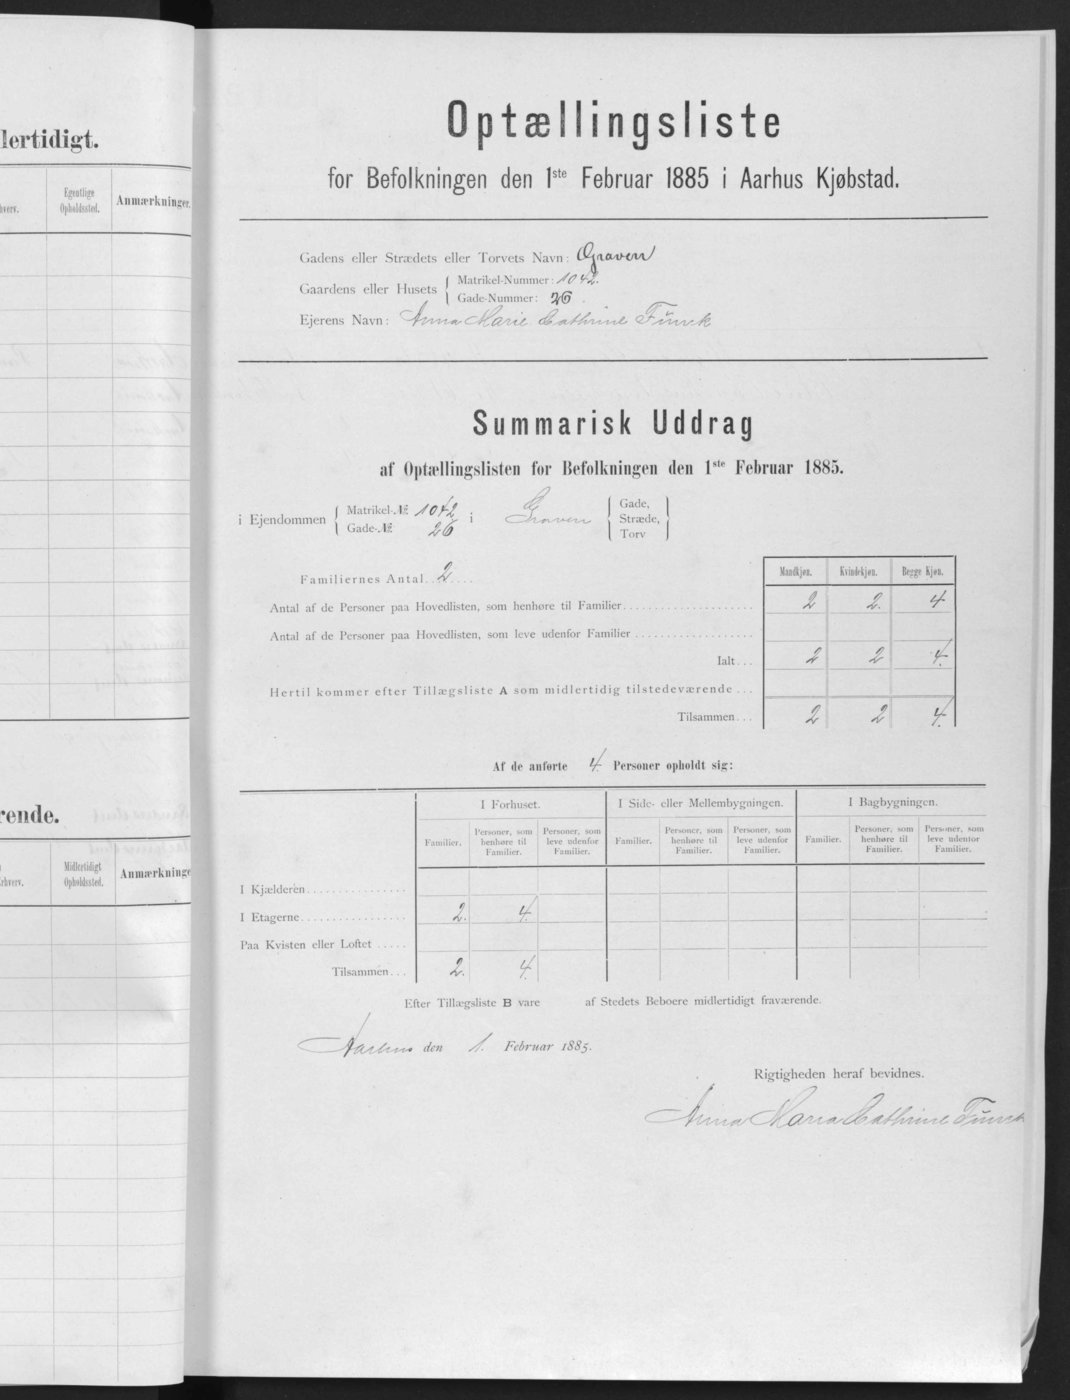 lertidigt.
hverv.
Egentlige
Opholdssted.
Anmærkninger.
rende.
Erhverv.
Midlertidigt
Opholdssted.
Anmærkninge
Optællingsliste
for Befolkningen den 1ste Februar 1885 i Aarhus Kjøbstad.
Gadens eller Strædets eller Torvets Navn: Graven
Gaardens eller Husets { Matrikel-Nummer: 1042.
Gade-Nummer: 26.
Ejerens Navn: Anna Marie Cathrine Funck
Summarisk Uddrag
af Optællingslisten for Befolkningen den 1ste Februar 1885.
i Ejendommen { Matrikel-№ 1042 i Graven { Gade, }
Gade-№ 26 Stræde,
Torv
Mandkjøn. Kvindekjøn. Begge Kjøn.
Familiernes Antal 2
Antal af de Personer paa Hovedlisten, som henhøre til Familier 2 2. 4
Antal af de Personer paa Hovedlisten, som leve udenfor Familier
Ialt 2 2 4.
Hertil kommer efter Tillægsliste A som midlertidig tilstedeværende
Tilsammen 2 2 4.
Af de anførte 4. Personer opholdt sig:
I Forhuset. I Side- eller Mellembygningen. I Bagbygningen.
Familier. Personer, som henhøre til Familier. Personer, som leve udenfor Familier. Familier. Personer, som henhøre til Familier. Personer, som leve udenfor Familier. Familier. Personer, som henhøre til Familier. Personer, som leve udenfor Familier.
I Kjælderen
I Etagerne 2. 4.
Paa Kvisten eller Loftet
Tilsammen 2. 4.
Efter Tillægsliste B vare af Stedets Beboere midlertidigt fraværende.
Aarhus den 1. Februar 1885.
Rigtigheden heraf bevidnes.
Anna Maria Cathrine Funck